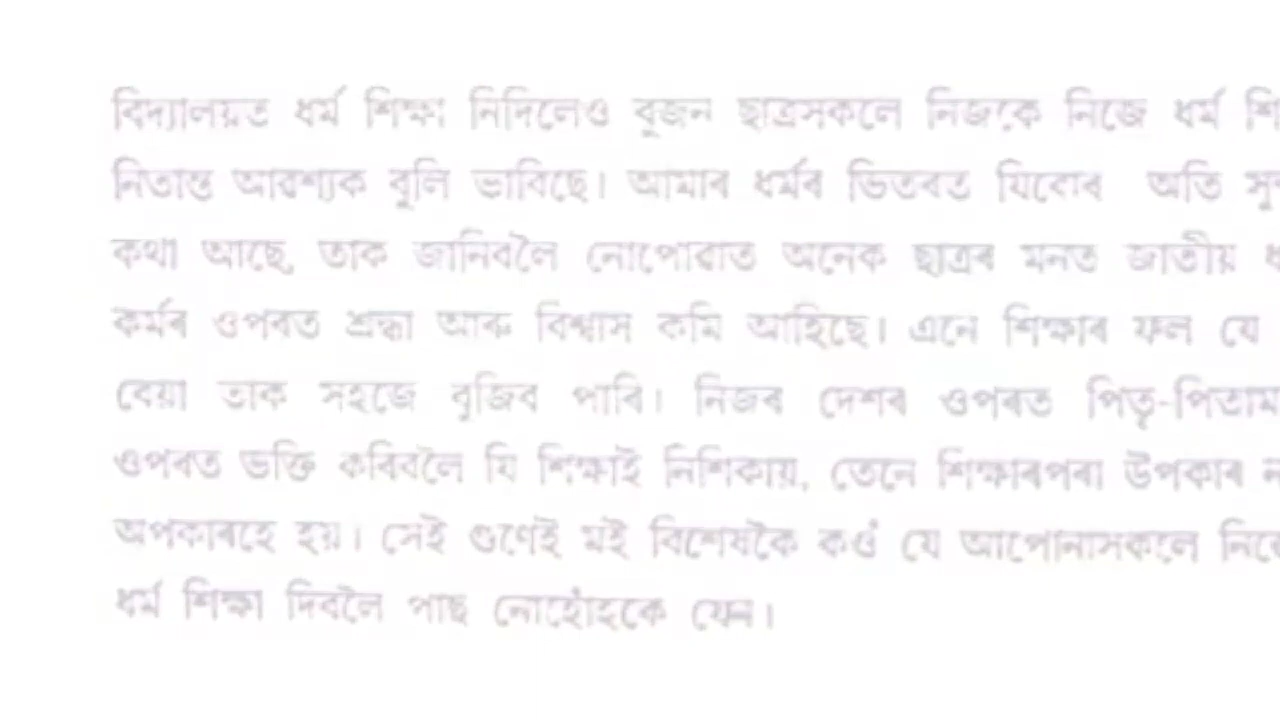 বিদ্যালয়ত ধৰ্ম শিক্ষা নিদিলেও বুজন ছাত্ৰসকলে নিজকে নিজে ধৰ্ম
নিতান্ত আৱশ্যক বুলি ভাবিছে। আমাৰ ধৰ্মৰ ভিতৰত যিবোৰ অতি
কথা আছে, তাক জানিবলৈ নোপোৱাত অনেক ছাত্ৰৰ মনত জাতীয়
কৰ্মৰ ওপৰত শ্ৰদ্ধা আৰু বিশ্বাস কমি আহিছে। এনে শিক্ষাৰ ফল যে
বেয়া তাক সহজে বুজিব পাৰি। নিজৰ দেশৰ ওপৰত
ওপৰত ভক্তি কৰিবলৈ যি শিক্ষাই নিশিকায়, তেনে শিক্ষাৰপৰা উপকাৰ
অপকাৰহে হয়। সেই গুণেই মই বিশেষকৈ কওঁ যে আপোনাসকলে
ধৰ্ম শিক্ষা দিবলৈ পাছ নোহোঁহকে যেন।